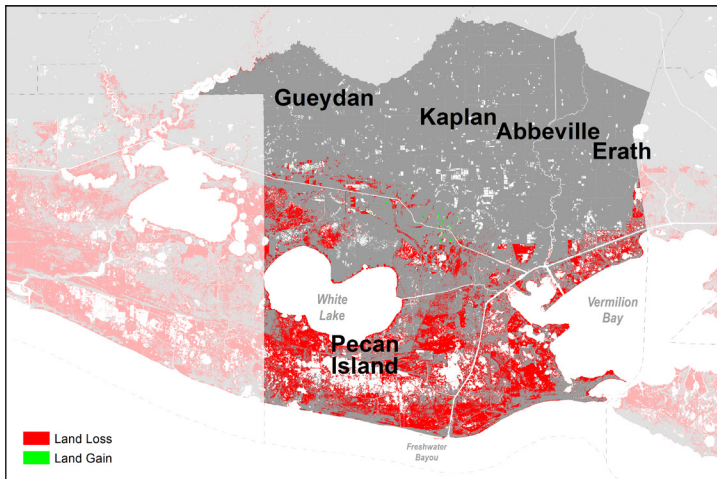 Gueydan
Kaplan
Abbeville
Erath
White
Lake
Vermilion
Bay
Pecan
Island
Land Loss
Land Gain
Freshwater
Bayou